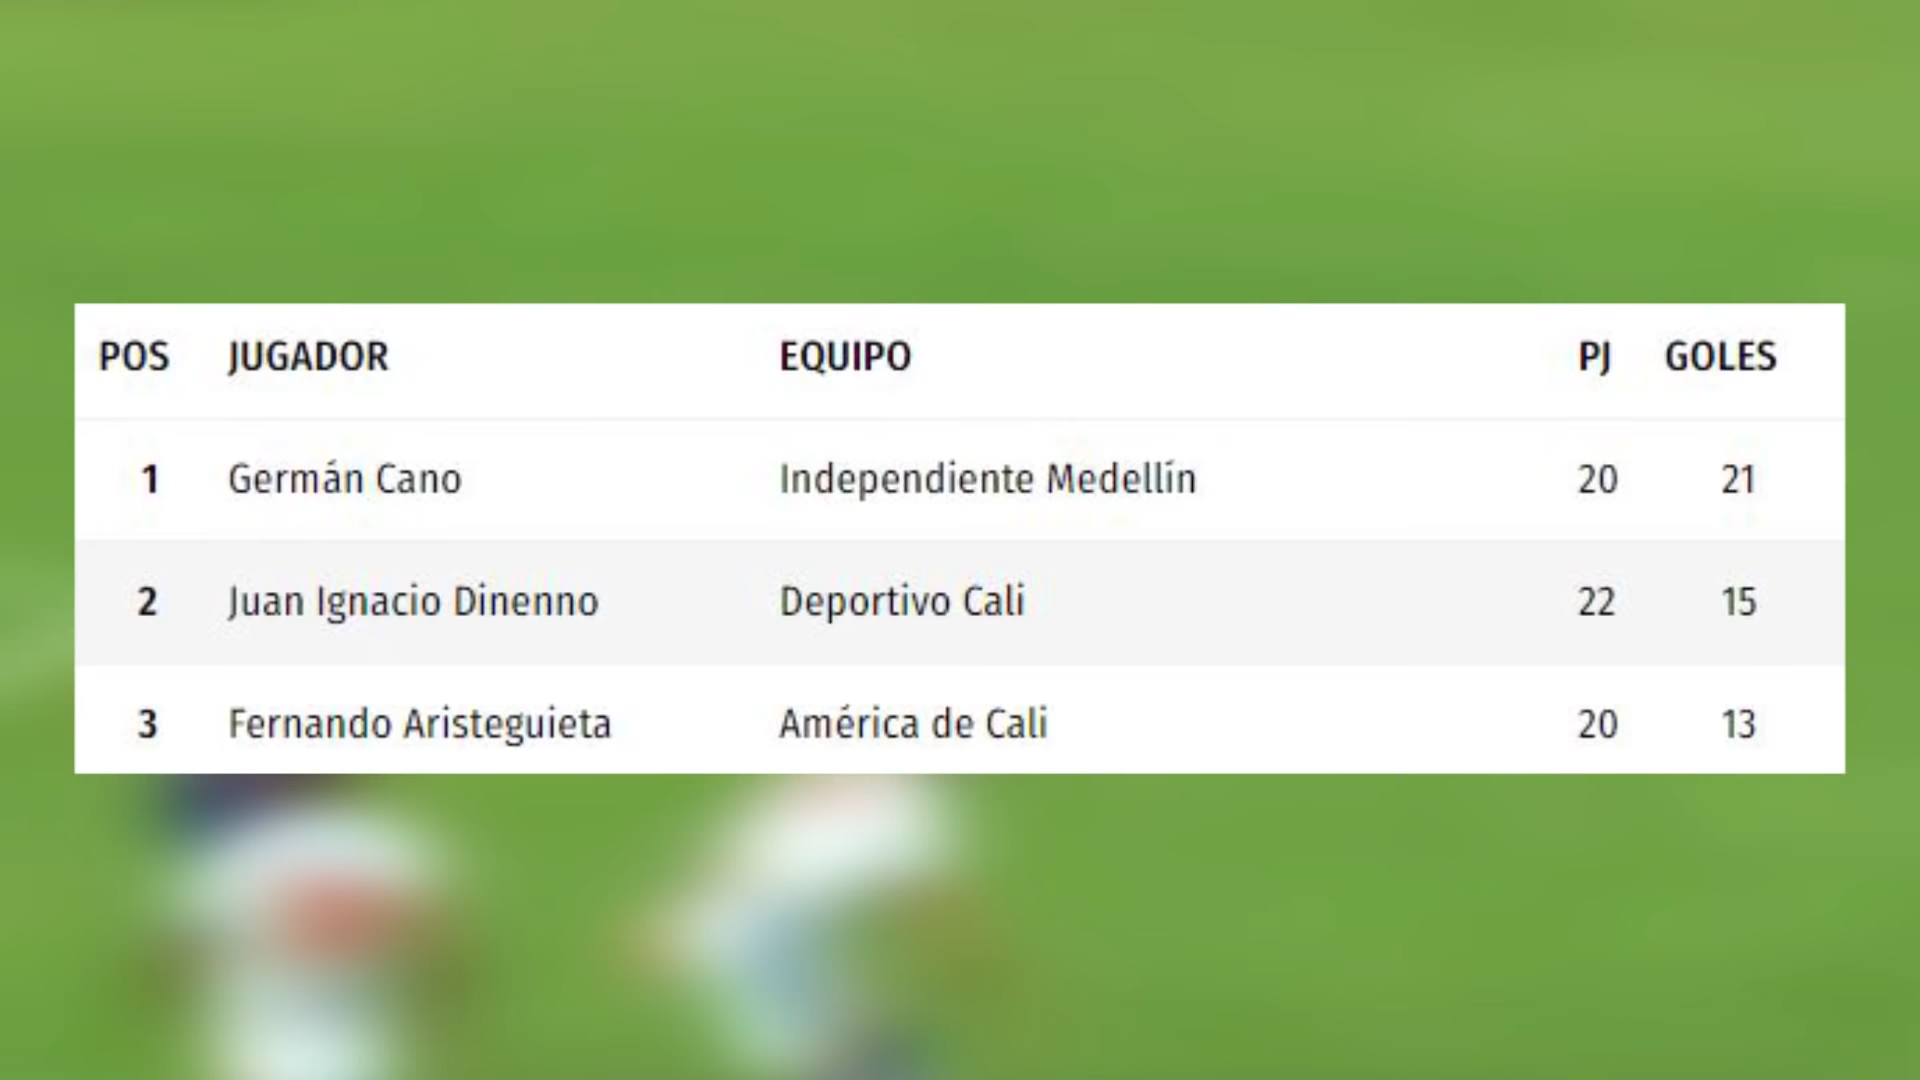 POS JUGADOR EQUIPO PJ GOLES
1 Germán Cano Independiente Medellín 20 21
2 Juan Ignacio Dinenno Deportivo Cali 22 15
3 Fernando Aristeguieta América de Cali 20 13